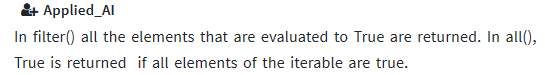 Applied_AI
In filter() all the elements that are evaluated to True are returned. In all(),
True is returned  if all elements of the iterable are true.